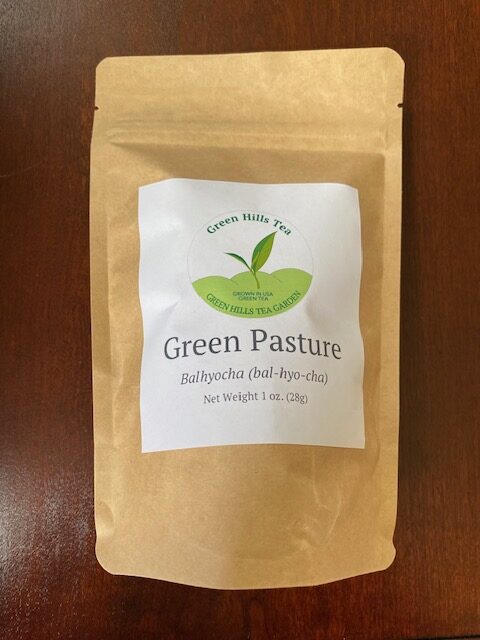 Green Hills Tea
GROWN IN USA
GREEN TEA
GREEN HILLS TEA GARDEN
Green Pasture
Balhyocha (bal-hyo-cha)
Net Weight 1 oz. (28g)